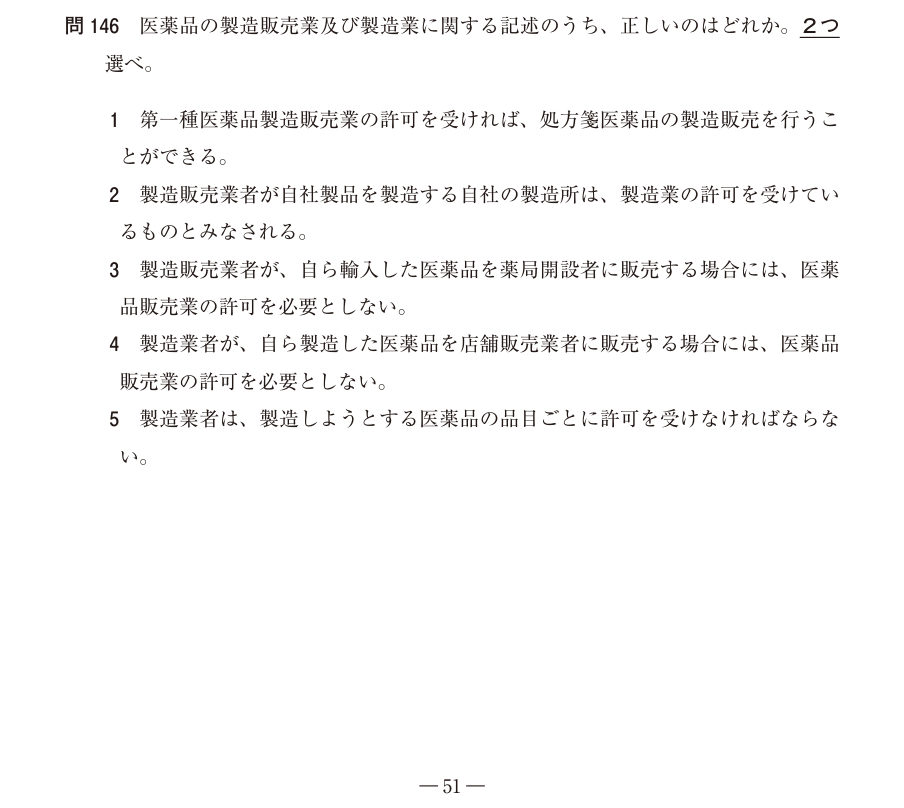 問 146　医薬品の製造販売業及び製造業に関する記述のうち、正しいのはどれか。２つ
選べ。
1　第一種医薬品製造販売業の許可を受ければ、処方箋医薬品の製造販売を行うこ
とができる。
2　製造販売業者が自社製品を製造する自社の製造所は、製造業の許可を受けてい
るものとみなされる。
3　製造販売業者が、自ら輸入した医薬品を薬局開設者に販売する場合には、医薬
品販売業の許可を必要としない。
4　製造業者が、自ら製造した医薬品を店舗販売業者に販売する場合には、医薬品
販売業の許可を必要としない。
5　製造業者は、製造しようとする医薬品の品目ごとに許可を受けなければならな
い。
― 51 ―